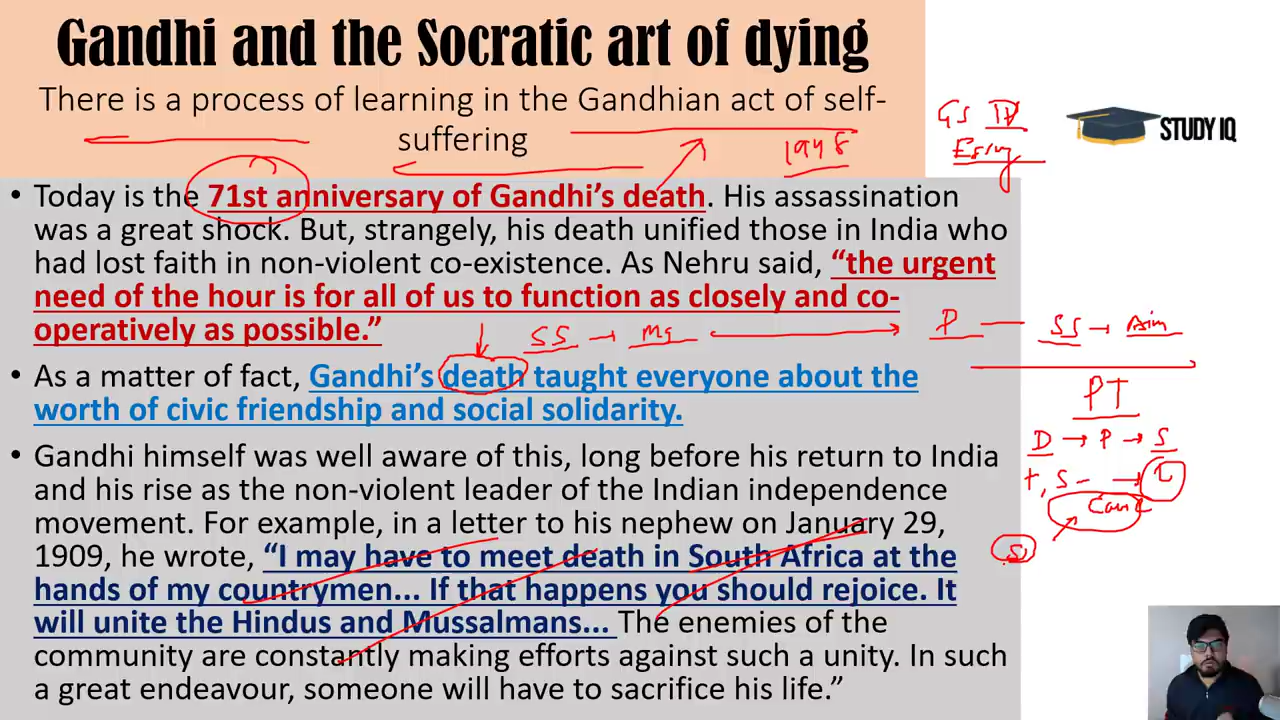 Gandhi and the Socratic art of dying
There is a process of learning in the Gandhian act of self-
suffering
1948
GS IV
Essay
STUDY IQ
• Today is the 71st anniversary of Gandhi’s death. His assassination
was a great shock. But, strangely, his death unified those in India who
had lost faith in non-violent co-existence. As Nehru said, “the urgent
need of the hour is for all of us to function as closely and co-
operatively as possible.”
SS → Mg → P — SS → Aim
• As a matter of fact, Gandhi’s death taught everyone about the
worth of civic friendship and social solidarity.
PT
D → P → S
• Gandhi himself was well aware of this, long before his return to India
and his rise as the non-violent leader of the Indian independence
movement. For example, in a letter to his nephew on January 29,
1909, he wrote, “I may have to meet death in South Africa at the
hands of my countrymen... If that happens you should rejoice. It
will unite the Hindus and Mussalmans... The enemies of the
community are constantly making efforts against such a unity. In such
a great endeavour, someone will have to sacrifice his life.”